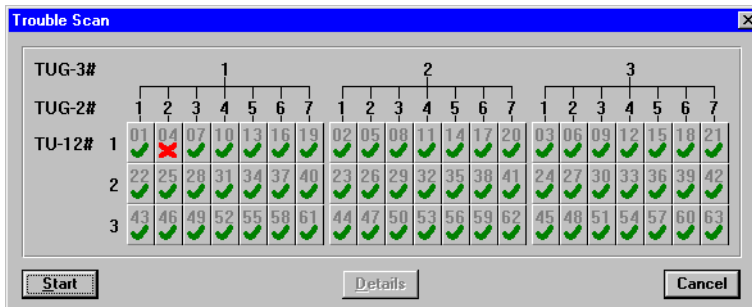 Trouble Scan
TUG-3# 1 2 3
TUG-2# 1 2 3 4 5 6 7 1 2 3 4 5 6 7 1 2 3 4 5 6 7
TU-12# 1 01 04 07 10 13 16 19 02 05 08 11 14 17 20 03 06 09 12 15 18 21
2 22 25 28 31 34 37 40 23 26 29 32 35 38 41 24 27 30 33 36 39 42
3 43 46 49 52 55 58 61 44 47 50 53 56 59 62 45 48 51 54 57 60 63
Start Details Cancel